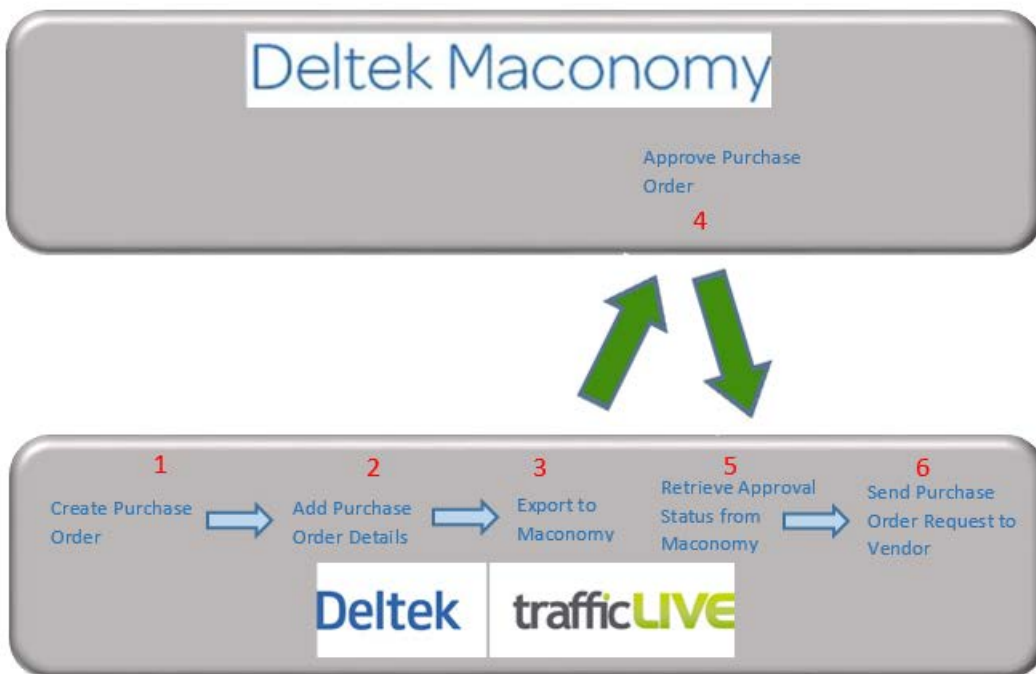 Deltek Maconomy
Approve Purchase
Order
4
1
2
3
5
6
Create Purchase
Order
Add Purchase
Order Details
Export to
Maconomy
Retrieve Approval
Status from
Maconomy
Send Purchase
Order Request to
Vendor
Deltek
trafficLIVE